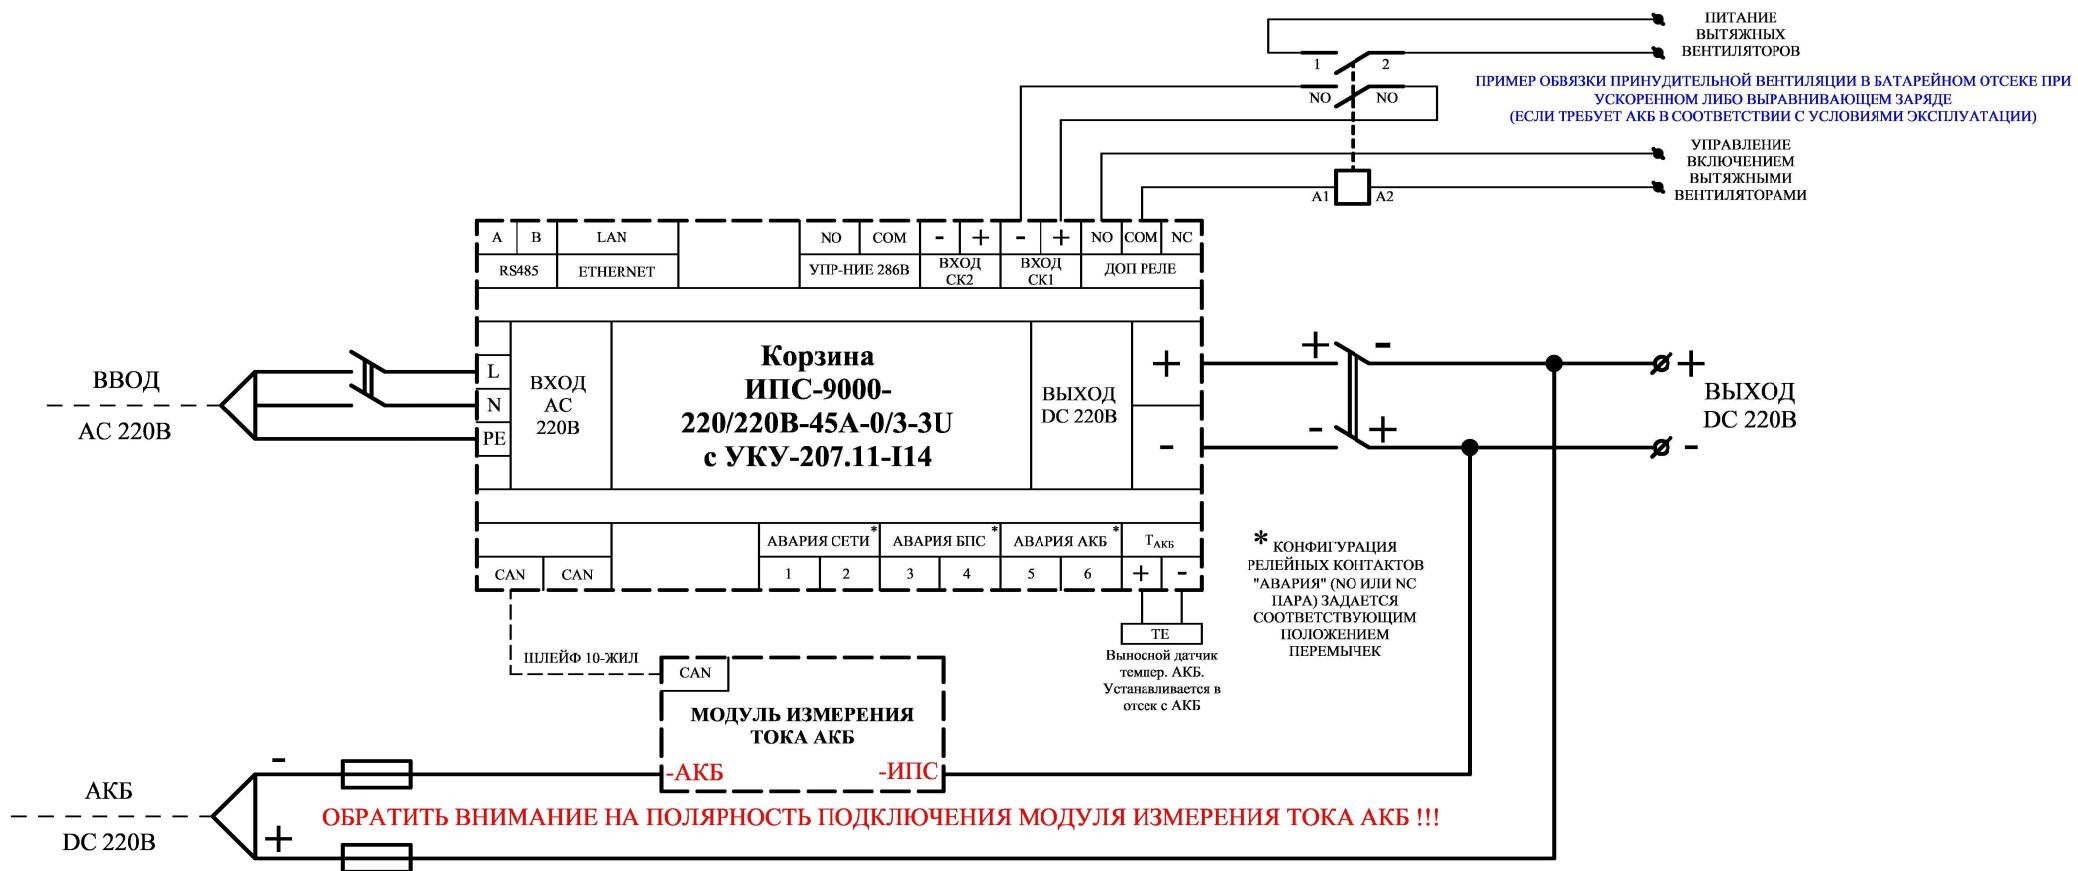 ПИТАНИЕ
ВЫТЯЖНЫХ
ВЕНТИЛЯТОРОВ
1
2
NO
NO
ПРИМЕР ОБВЯЗКИ ПРИНУДИТЕЛЬНОЙ ВЕНТИЛЯЦИИ В БАТАРЕЙНОМ ОТСЕКЕ ПРИ
УСКОРЕННОМ ЛИБО ВЫРАВНИВАЮЩЕМ ЗАРЯДЕ
(ЕСЛИ ТРЕБУЕТ АКБ В СООТВЕТСТВИИ С УСЛОВИЯМИ ЭКСПЛУАТАЦИИ)
УПРАВЛЕНИЕ
ВКЛЮЧЕНИЕМ
ВЫТЯЖНЫМИ
ВЕНТИЛЯТОРАМИ
A1
A2
A B LAN NO COM - + - + NO COM NC
RS485 ETHERNET УПР-НИЕ 286В
ВХОД
СК2
ВХОД
СК1
ДОП РЕЛЕ
ВВОД
AC 220В
L
N
PE
ВХОД
AC
220В
Корзина
ИПС-9000-
220/220В-45А-0/3-3U
с УКУ-207.11-I14
ВЫХОД
DC 220В
+
-
+ -
- +
+
-
ВЫХОД
DC 220В
АВАРИЯ СЕТИ* АВАРИЯ БПС* АВАРИЯ АКБ* ТАКБ
CAN CAN 1 2 3 4 5 6 + -
TE
Выносной датчик
темпер. АКБ.
Устанавливается в
отсек с АКБ
* КОНФИГУРАЦИЯ
РЕЛЕЙНЫХ КОНТАКТОВ
"АВАРИЯ" (NO ИЛИ NC
ПАРА) ЗАДАЕТСЯ
СООТВЕТСТВУЮЩИМ
ПОЛОЖЕНИЕМ
ПЕРЕМЫЧЕК
ШЛЕЙФ 10-ЖИЛ
CAN
МОДУЛЬ ИЗМЕРЕНИЯ
ТОКА АКБ
-АКБ -ИПС
АКБ
DC 220В
-
+
ОБРАТИТЬ ВНИМАНИЕ НА ПОЛЯРНОСТЬ ПОДКЛЮЧЕНИЯ МОДУЛЯ ИЗМЕРЕНИЯ ТОКА АКБ !!!